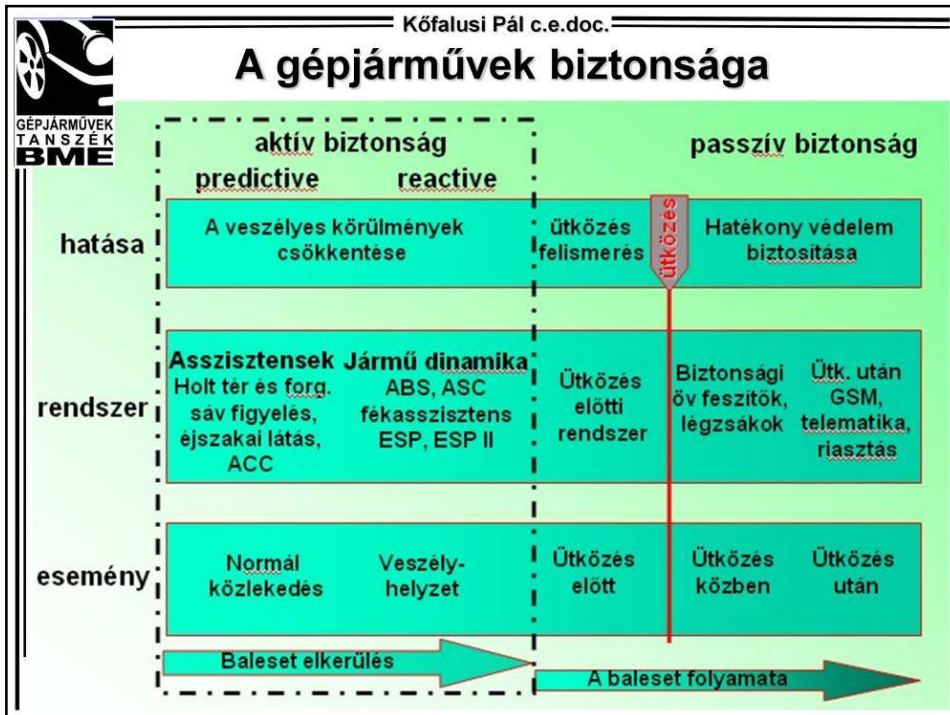 Kőfalusi Pál c.e.doc.
A gépjárművek biztonsága
GÉPJÁRMŰVEK
TANSZÉK
BME
aktív biztonság
passzív biztonság
predictive
reactive
hatása
A veszélyes körülmények
csökkentése
ütközés
felismerés
ütközés
Hatékony védelem
biztosítása
rendszer
Asszisztensek
Holt tér és forg.
sáv figyelés,
éjszakai látás,
ACC
Jármű dinamika
ABS, ASC
fékasszisztens
ESP, ESP II
Ütközés
előtti
rendszer
Biztonsági
öv feszítők,
légzsákok
Ütk. után
GSM,
telematika,
riasztás
esemény
Normál
közlekedés
Veszély-
helyzet
Ütközés
előtt
Ütközés
közben
Ütközés
után
Baleset elkerülés
A baleset folyamata